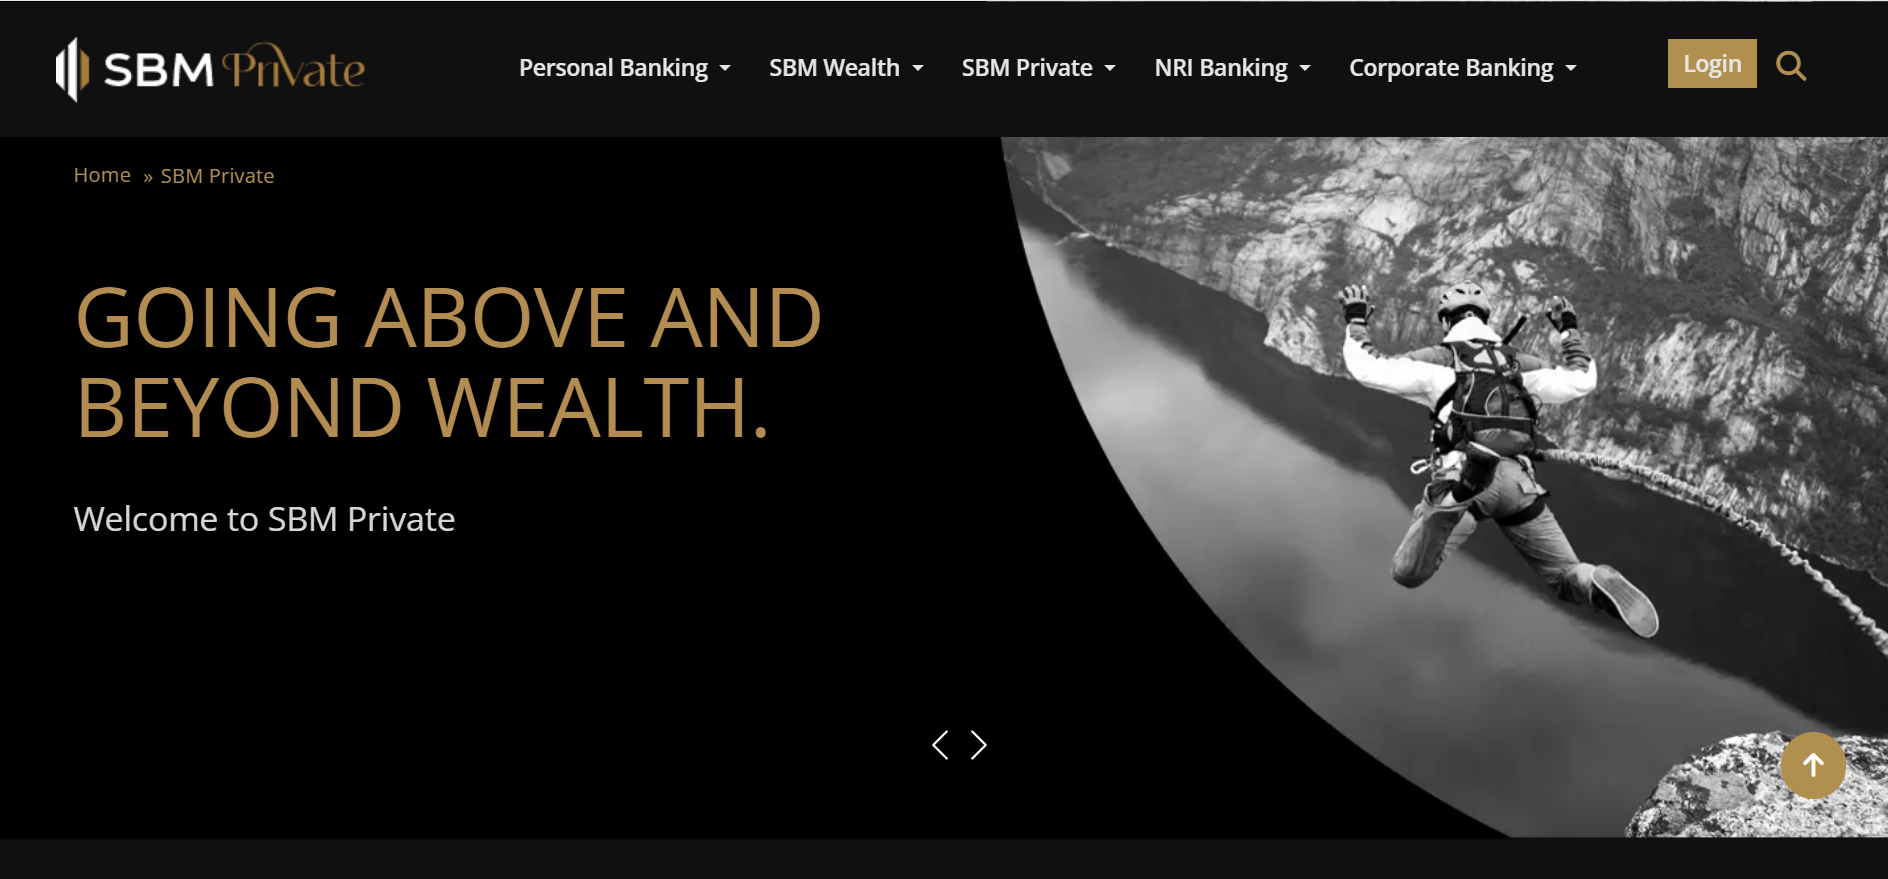 SBM Private
Personal Banking
SBM Wealth
SBM Private
NRI Banking
Corporate Banking
Login
Home » SBM Private
GOING ABOVE AND
BEYOND WEALTH.
Welcome to SBM Private